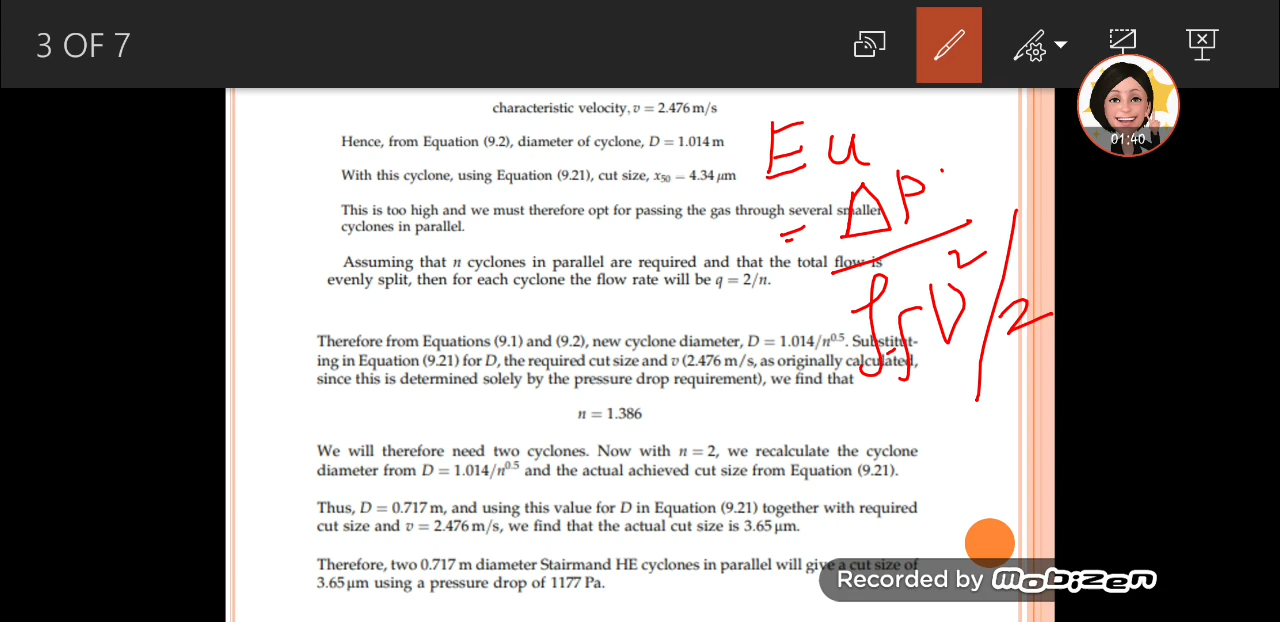 3 OF 7
01:40
characteristic velocity, v = 2.476 m/s
Hence, from Equation (9.2), diameter of cyclone, D = 1.014 m
With this cyclone, using Equation (9.21), cut size, x₅₀ = 4.34 μm
This is too high and we must therefore opt for passing the gas through several smaller
cyclones in parallel.
Assuming that n cyclones in parallel are required and that the total flow is
evenly split, then for each cyclone the flow rate will be q = 2/n.
Therefore from Equations (9.1) and (9.2), new cyclone diameter, D = 1.014/n⁰·⁵. Substitut-
ing in Equation (9.21) for D, the required cut size and v (2.476 m/s, as originally calculated,
since this is determined solely by the pressure drop requirement), we find that
n = 1.386
We will therefore need two cyclones. Now with n = 2, we recalculate the cyclone
diameter from D = 1.014/n⁰·⁵ and the actual achieved cut size from Equation (9.21).
Thus, D = 0.717 m, and using this value for D in Equation (9.21) together with required
cut size and v = 2.476 m/s, we find that the actual cut size is 3.65 μm.
Therefore, two 0.717 m diameter Stairmand HE cyclones in parallel will give a cut size of
3.65 μm using a pressure drop of 1177 Pa.
Eu
= ΔP
2
/2
Recorded by mobizen